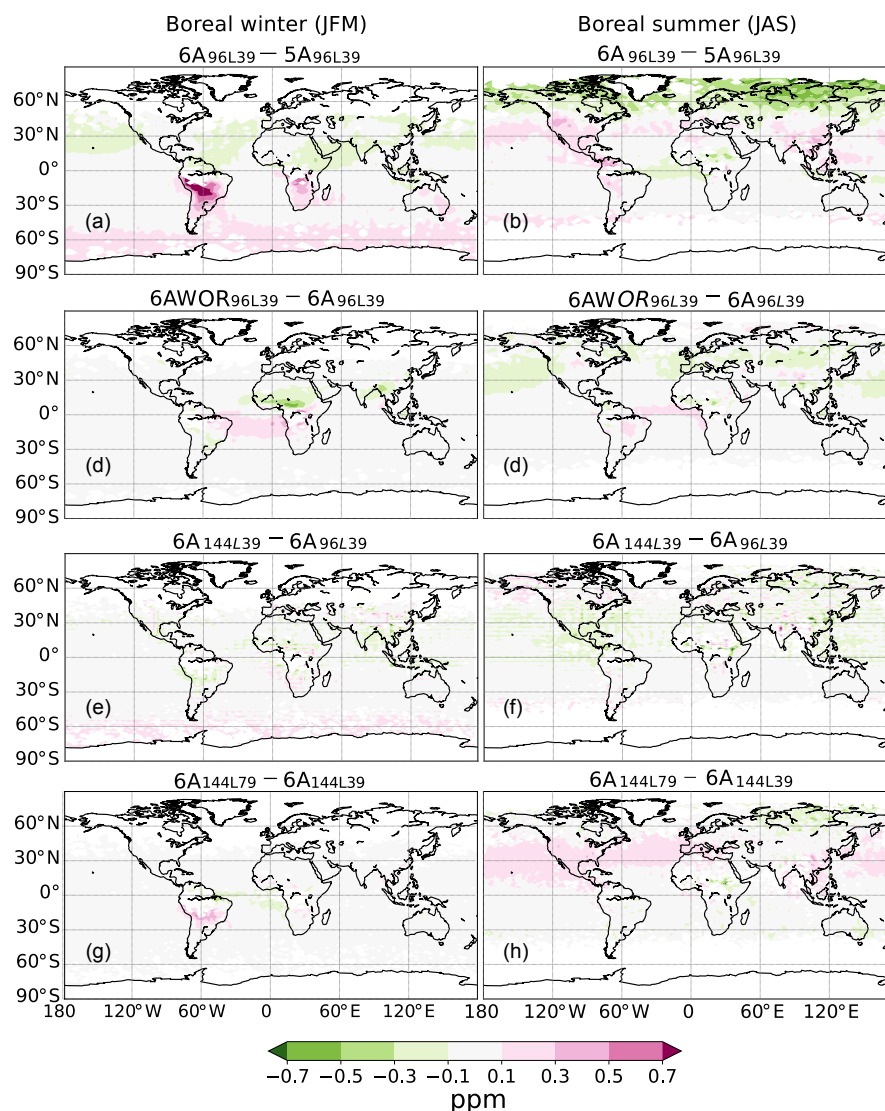 Boreal winter (JFM) Boreal summer (JAS)
6A96L39 − 5A96L39 6A96L39 − 5A96L39
60°N
30°N
0°
30°S
60°S
90°S
(a) (b)
6AWOR96L39 − 6A96L39 6AWOR96L39 − 6A96L39
60°N
30°N
0°
30°S
60°S
90°S
(d) (d)
6A144L39 − 6A96L39 6A144L39 − 6A96L39
60°N
30°N
0°
30°S
60°S
90°S
(e) (f)
6A144L79 − 6A144L39 6A144L79 − 6A144L39
60°N
30°N
0°
30°S
60°S
90°S
(g) (h)
180 120°W 60°W 0 60°E 120°E 180 120°W 60°W 0 60°E 120°E
−0.7 −0.5 −0.3 −0.1 0.1 0.3 0.5 0.7
ppm